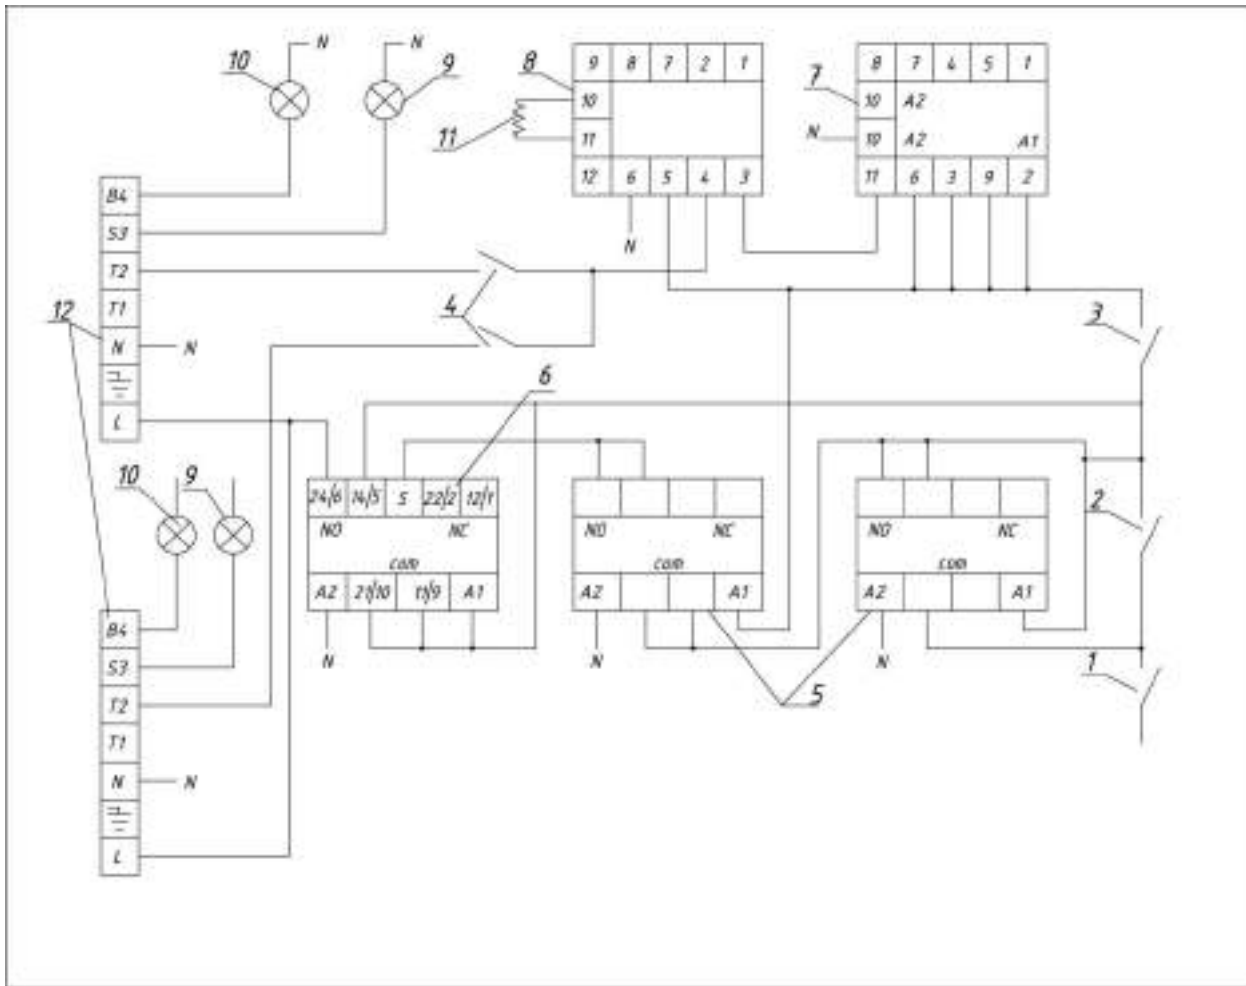 N N
10 9 8 9 8 7 2 1 7 8 7 4 5 1
10 10 A2
11 11 N 10 A2 A1
12 6 5 4 3 11 6 3 9 2
B4
S3 N
T2
12 T1 4 3
N N
6
L
10 9 24/6 14/5 S 22/2 12/1 2
NO NC NO NC NO NC
com com com
A2 21/10 11/9 A1 A2 A1 A2 A1
B4
S3 N N N 1
T2 5
T1
N N
L